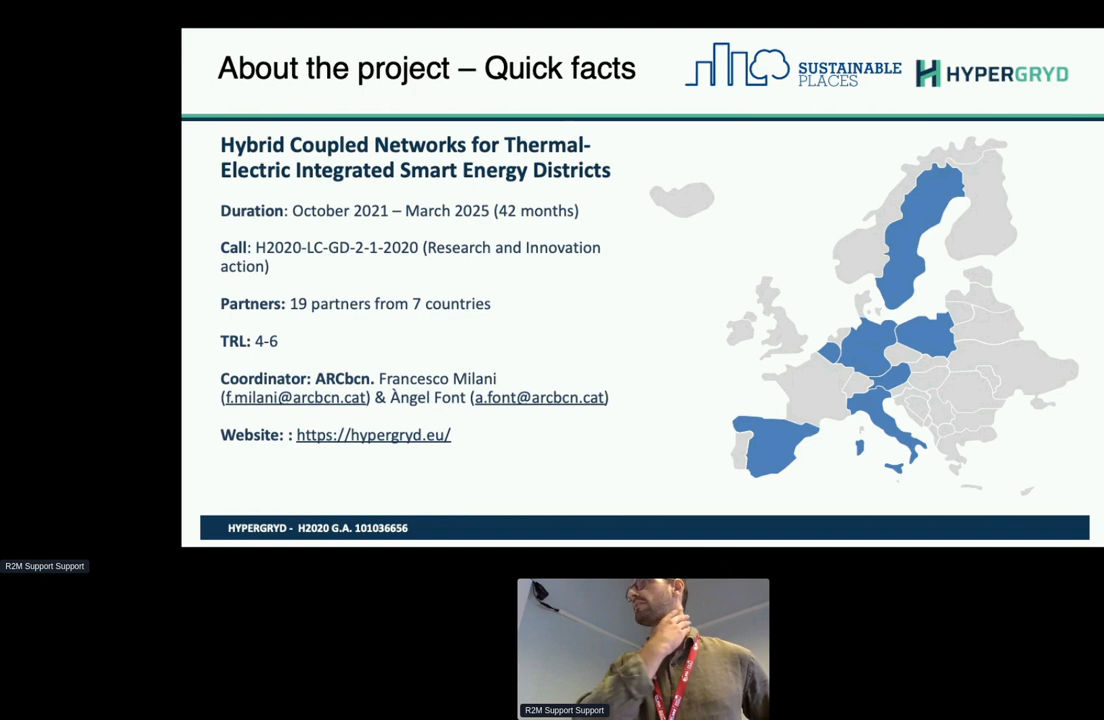 About the project – Quick facts
SUSTAINABLE
PLACES
HYPERGRYD
Hybrid Coupled Networks for Thermal-
Electric Integrated Smart Energy Districts
Duration: October 2021 – March 2025 (42 months)
Call: H2020-LC-GD-2-1-2020 (Research and Innovation
action)
Partners: 19 partners from 7 countries
TRL: 4-6
Coordinator: ARCbcn. Francesco Milani
(f.milani@arcbcn.cat) & Àngel Font (a.font@arcbcn.cat)
Website: : https://hypergryd.eu/
HYPERGRYD - H2020 G.A. 101036656
R2M Support Support
R2M Support Support